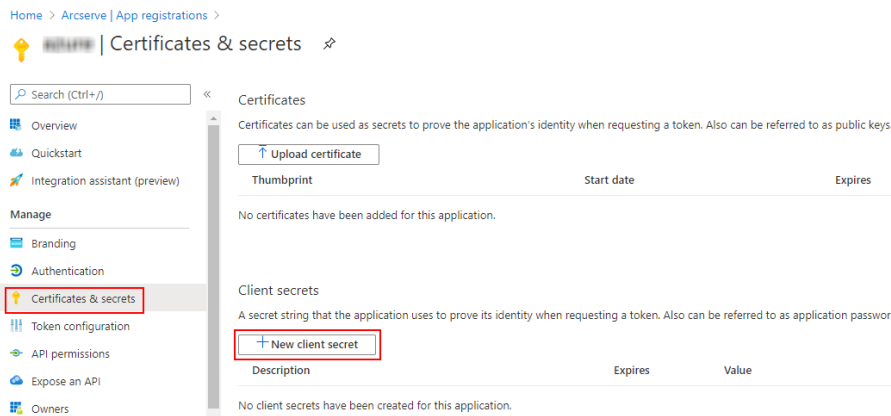 Home > Arcserve | App registrations >
| Certificates & secrets
Search (Ctrl+/)
«
Overview
Quickstart
Integration assistant (preview)
Manage
Branding
Authentication
Certificates & secrets
Token configuration
API permissions
Expose an API
Owners
Certificates
Certificates can be used as secrets to prove the application's identity when requesting a token. Also can be referred to as public keys
Upload certificate
Thumbprint Start date Expires
No certificates have been added for this application.
Client secrets
A secret string that the application uses to prove its identity when requesting a token. Also can be referred to as application passwor
+ New client secret
Description Expires Value
No client secrets have been created for this application.